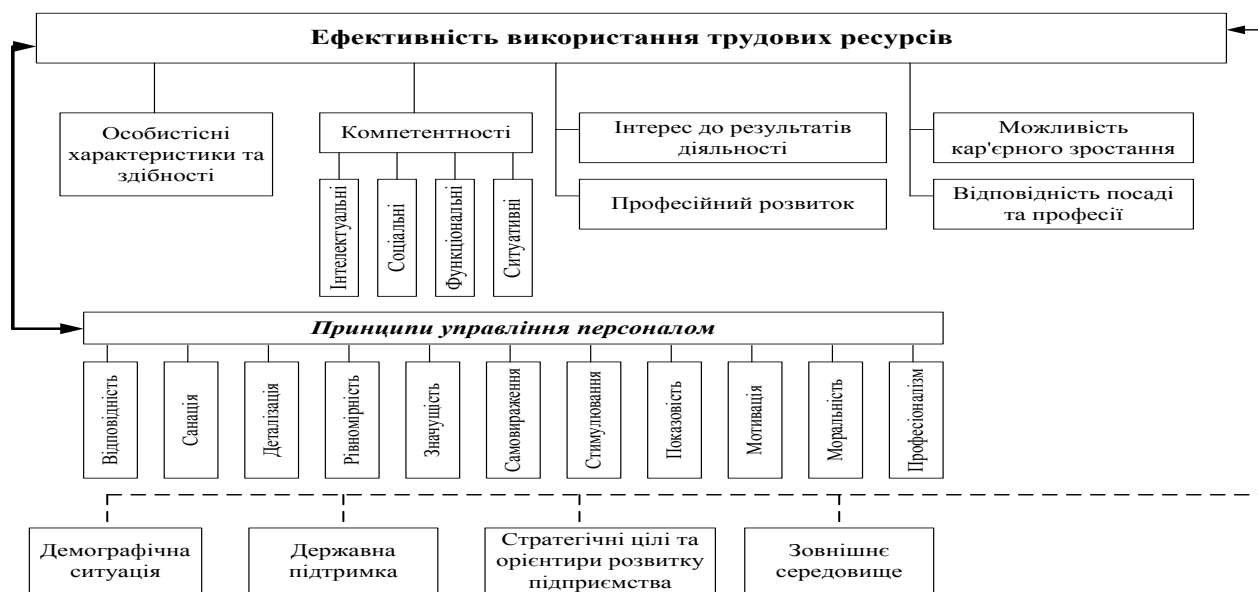 Ефективність використання трудових ресурсів
Особистісні
характеристики та
здібності
Компетентності
Інтелектуальні
Соціальні
Функціональні
Ситуативні
Інтерес до результатів
діяльності
Професійний розвиток
Можливість
кар'єрного зростання
Відповідність посаді
та професії
Принципи управління персоналом
Відповідність
Санація
Деталізація
Рівномірність
Значущість
Самовираження
Стимулювання
Показовість
Мотивація
Моральність
Професіоналізм
Демографічна
ситуація
Державна
підтримка
Стратегічні цілі та
орієнтири розвитку
підприємства
Зовнішнє
середовище